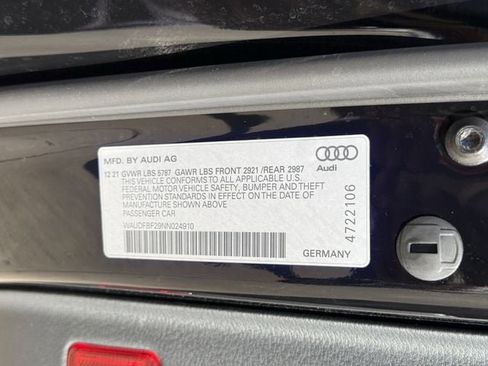 MFD. BY AUDI AG
Audi
12 21 GVWR LBS 5787 GAWR LBS FRONT 2921 /REAR 2987
THIS VEHICLE CONFORMS TO ALL APPLICABLE U.S.
FEDERAL MOTOR VEHICLE SAFETY, BUMPER AND THEFT
PREVENTION STANDARDS IN EFFECT ON THE DATE OF
MANUFACTURE SHOWN ABOVE
PASSENGER CAR
WAUDFBF29NN024910
GERMANY
4722106